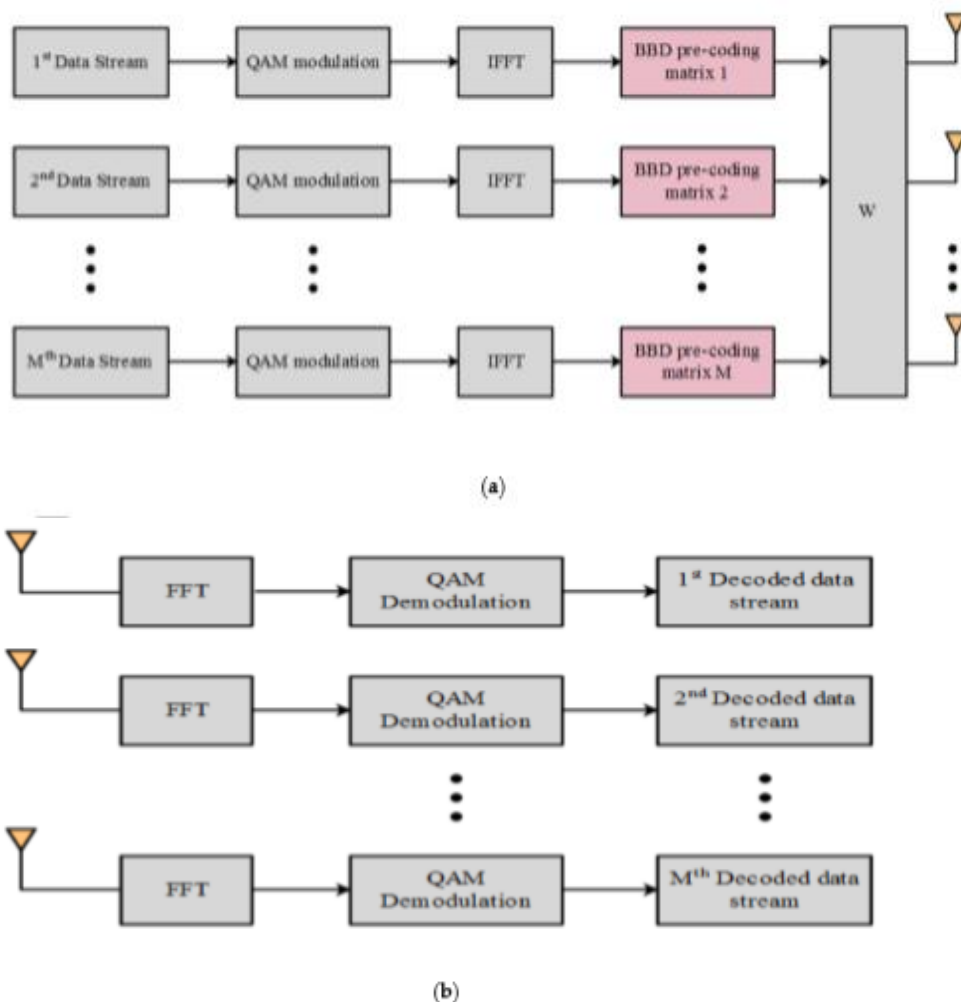 1st Data Stream
QAM modulation
IFFT
BBD pre-coding
matrix 1
2nd Data Stream
QAM modulation
IFFT
BBD pre-coding
matrix 2
W
Mth Data Stream
QAM modulation
IFFT
BBD pre-coding
matrix M
(a)
FFT
QAM
Demodulation
1st Decoded data
stream
FFT
QAM
Demodulation
2nd Decoded data
stream
FFT
QAM
Demodulation
Mth Decoded data
stream
(b)